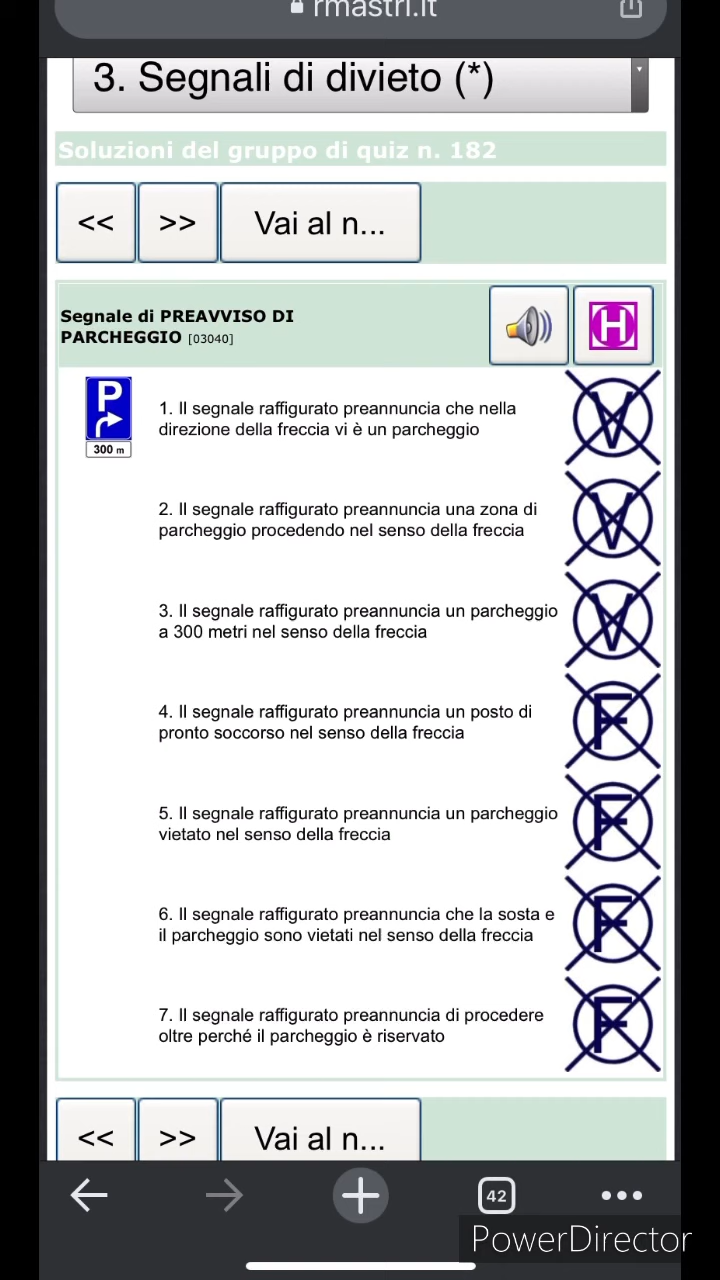 rmastri.it
3. Segnali di divieto (*)
Soluzioni del gruppo di quiz n. 182
<< >> Vai al n...
Segnale di PREAVVISO DI
PARCHEGGIO [03040]
H
P
300 m
1. Il segnale raffigurato preannuncia che nella
direzione della freccia vi è un parcheggio
V
2. Il segnale raffigurato preannuncia una zona di
parcheggio procedendo nel senso della freccia
V
3. Il segnale raffigurato preannuncia un parcheggio
a 300 metri nel senso della freccia
V
4. Il segnale raffigurato preannuncia un posto di
pronto soccorso nel senso della freccia
F
5. Il segnale raffigurato preannuncia un parcheggio
vietato nel senso della freccia
F
6. Il segnale raffigurato preannuncia che la sosta e
il parcheggio sono vietati nel senso della freccia
F
7. Il segnale raffigurato preannuncia di procedere
oltre perché il parcheggio è riservato
F
<< >> Vai al n...
42
PowerDirector